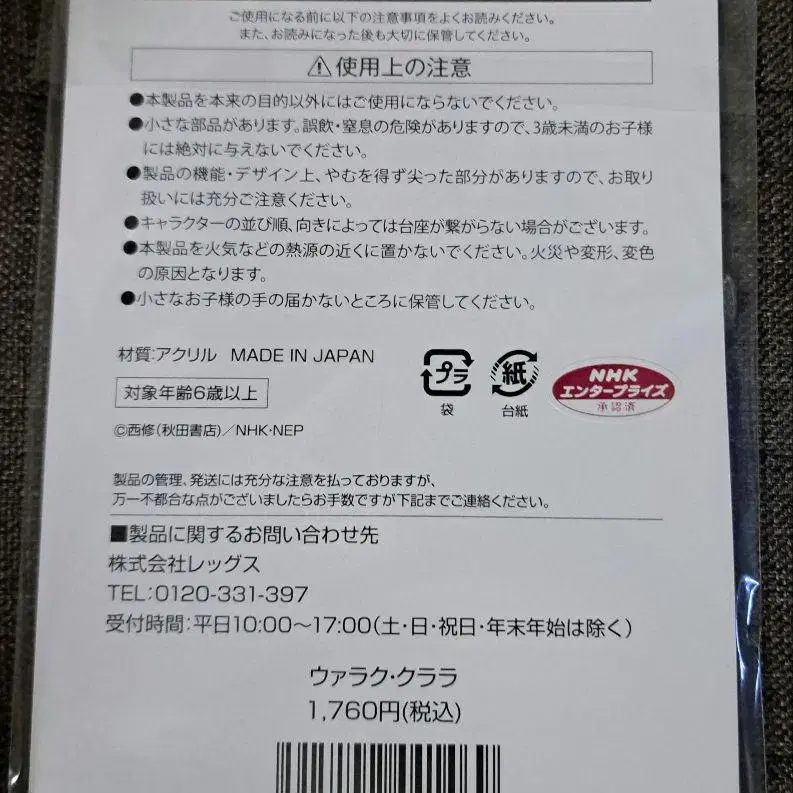 ご使用になる前に以下の注意事項をよくお読みください。
また、お読みになった後も大切に保管してください。
⚠使用上の注意
●本製品を本来の目的以外にはご使用にならないでください。
●小さな部品があります。誤飲・窒息の危険がありますので、3歳未満のお子様
には絶対に与えないでください。
●製品の機能・デザイン上、やむを得ず尖った部分がありますので、お取り
扱いには充分ご注意ください。
●キャラクターの並び順、向きによっては台座が繋がらない場合がございます。
●本製品を火気などの熱源の近くに置かないでください。火災や変形、変色
の原因となります。
●小さなお子様の手の届かないところに保管してください。
材質:アクリル MADE IN JAPAN
対象年齢6歳以上
プラ
袋
紙
台紙
NHK
エンタープライズ
承認済
©西修(秋田書店)/NHK・NEP
製品の管理、発送には充分な注意を払っておりますが、
万一不都合な点がございましたらお手数ですが下記までご連絡ください。
■製品に関するお問い合わせ先
株式会社レッグス
TEL:0120-331-397
受付時間:平日10:00~17:00(土・日・祝日・年末年始は除く)
ウァラク・クララ
1,760円(税込)